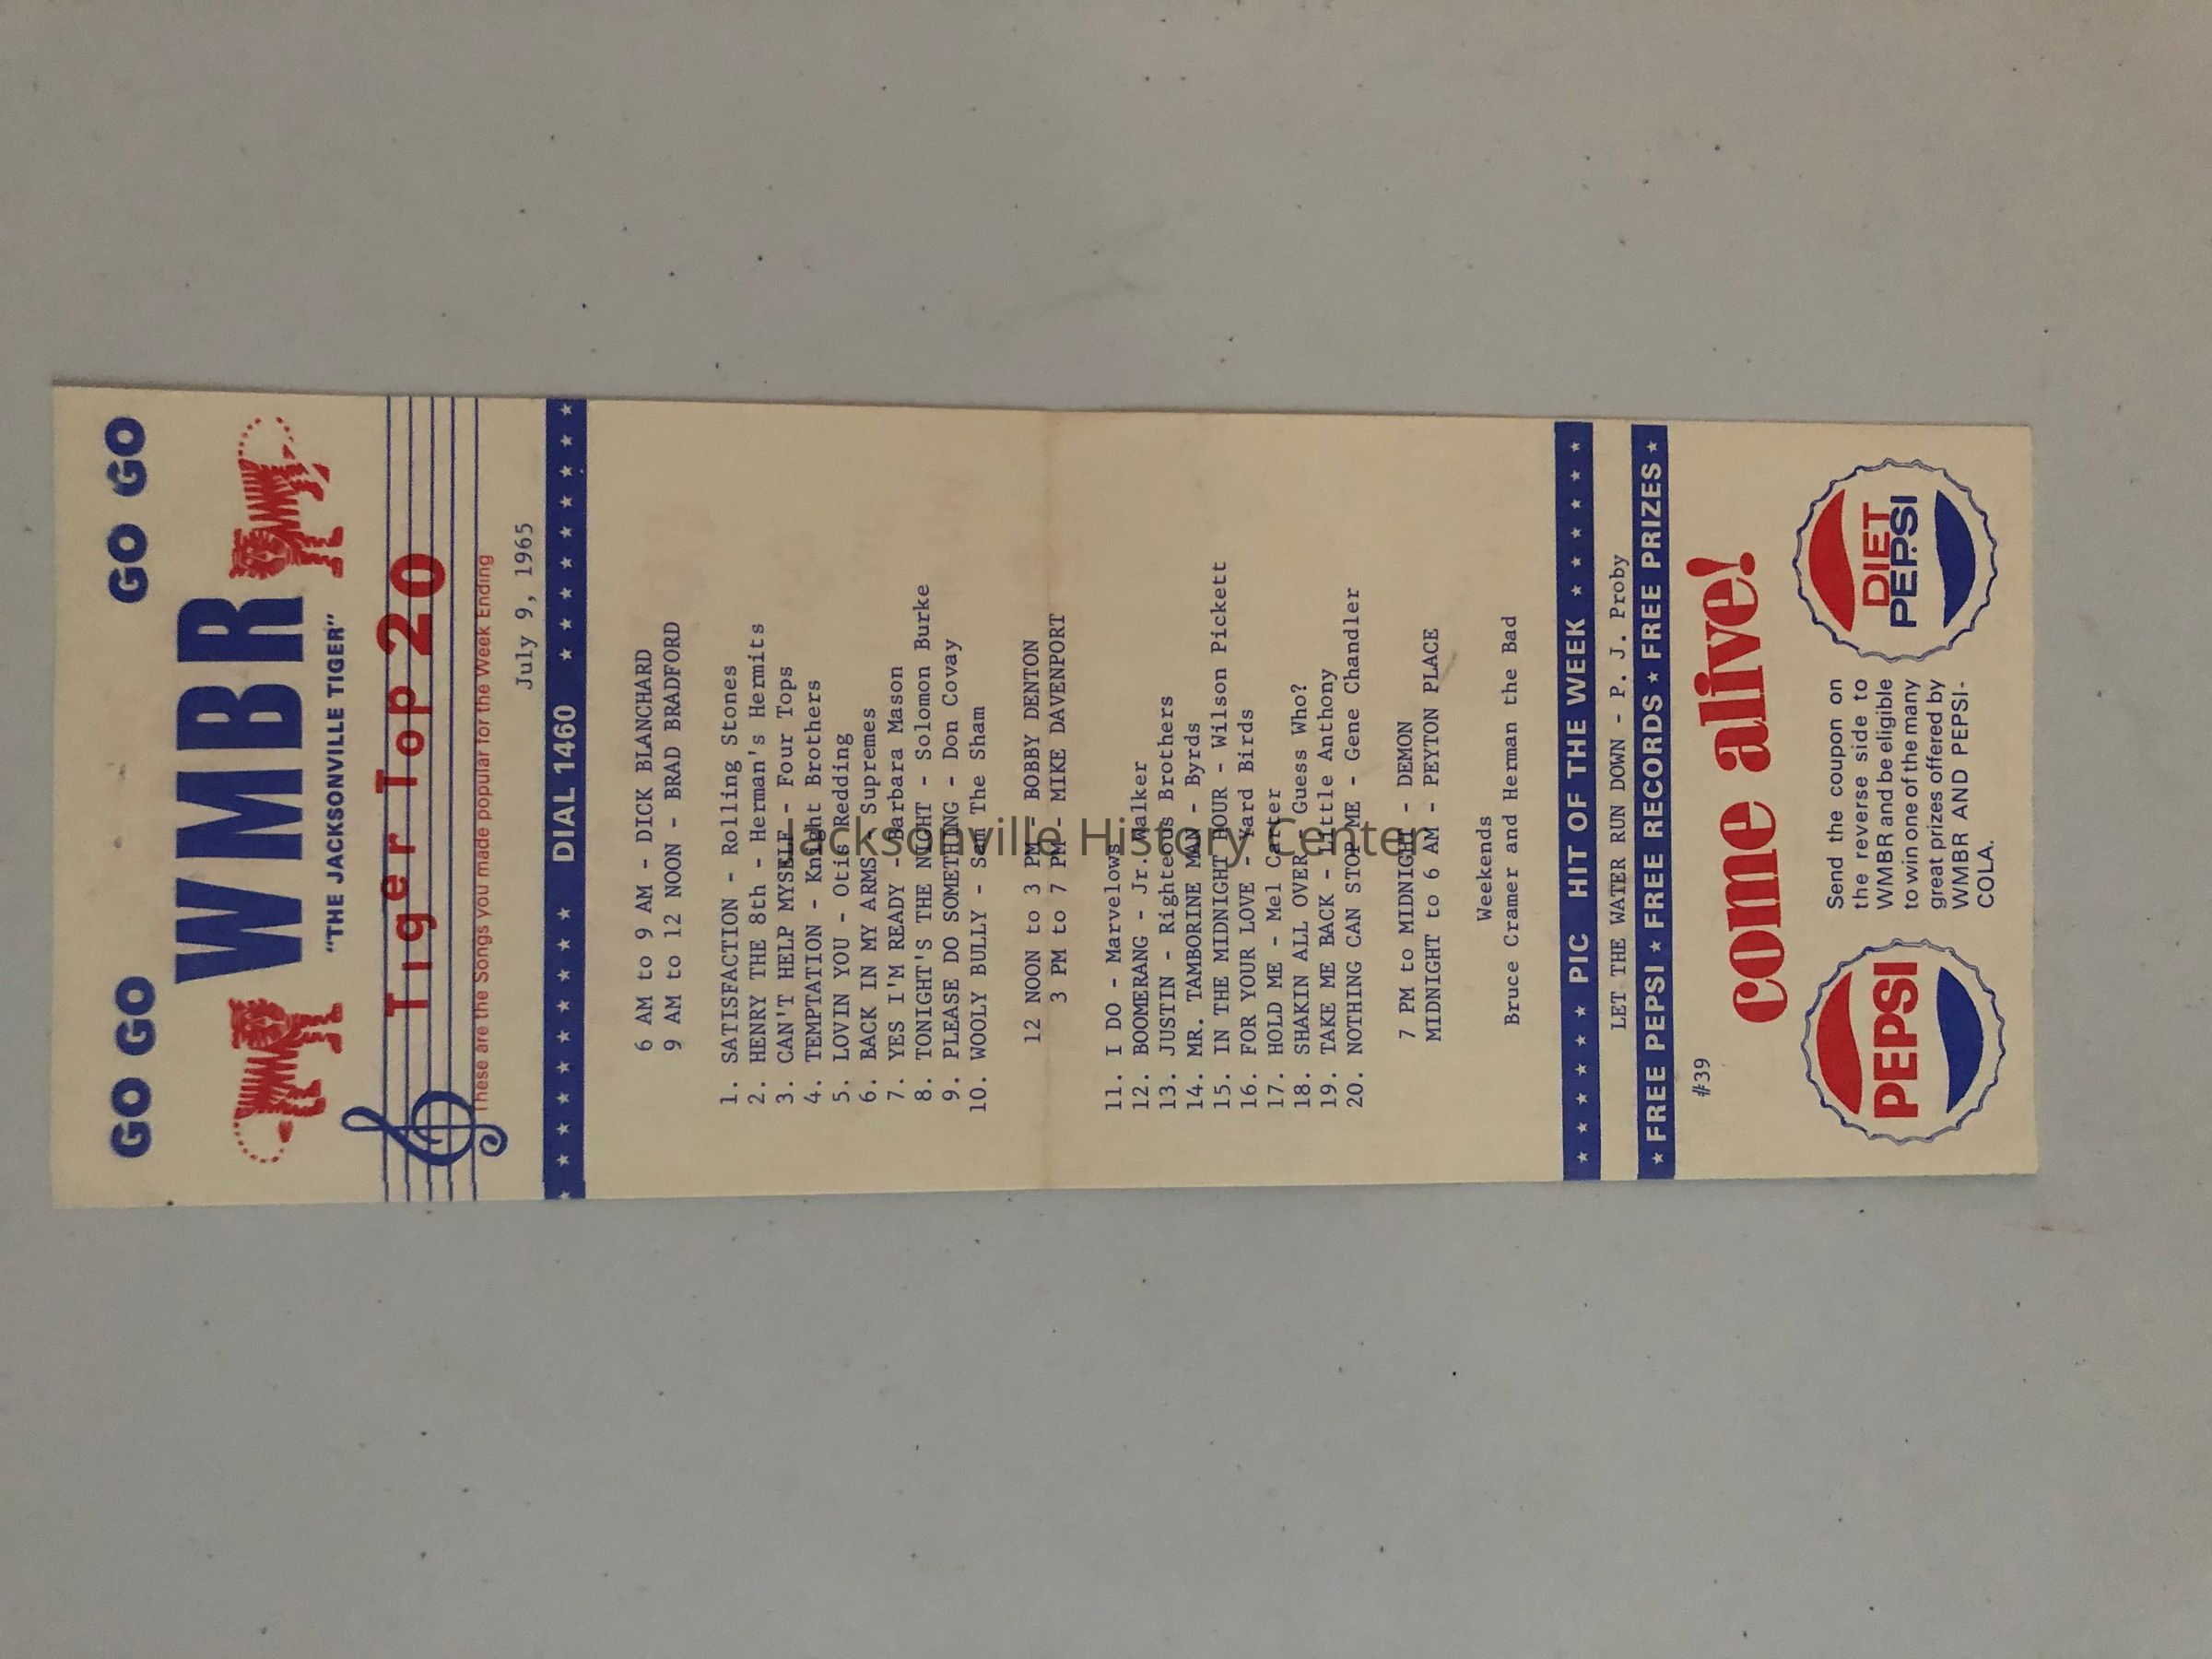 GO GO GO GO
WMBR
"THE JACKSONVILLE TIGER"
Tiger Top 20
These are the Songs you made popular for the Week Ending
July 9, 1965
DIAL 1460
6 AM to 9 AM - DICK BLANCHARD
9 AM to 12 NOON - BRAD BRADFORD
1. SATISFACTION - Rolling Stones
2. HENRY THE 8th - Herman's Hermits
3. CAN'T HELP MYSELF - Four Tops
4. TEMPTATION - Knight Brothers
5. LOVIN YOU - Otis Redding
6. BACK IN MY ARMS - Supremes
7. YES I'M READY - Barbara Mason
8. TONIGHT'S THE NIGHT - Solomon Burke
9. PLEASE DO SOMETHING - Don Covay
10. WOOLY BULLY - Sam The Sham
12 NOON to 3 PM - BOBBY DENTON
3 PM to 7 PM - MIKE DAVENPORT
11. I DO - Marvelows
12. BOOMERANG - Jr. Walker
13. JUSTIN - Righteous Brothers
14. MR. TAMBORINE MAN - Byrds
15. IN THE MIDNIGHT HOUR - Wilson Pickett
16. FOR YOUR LOVE - Yard Birds
17. HOLD ME - Mel Carter
18. SHAKIN ALL OVER - Guess Who?
19. TAKE ME BACK - Little Anthony
20. NOTHING CAN STOP ME - Gene Chandler
7 PM to MIDNIGHT - DEMON
MIDNIGHT to 6 AM - PEYTON PLACE
Weekends
Bruce Cramer and Herman the Bad
PIC HIT OF THE WEEK
LET THE WATER RUN DOWN - P. J. Proby
★ FREE PEPSI ★ FREE RECORDS ★ FREE PRIZES ★
#39
come alive!
PEPSI
Send the coupon on
the reverse side to
WMBR and be eligible
to win one of the many
great prizes offered by
WMBR AND PEPSI-
COLA.
DIET
PEPSI
Jacksonville History Center